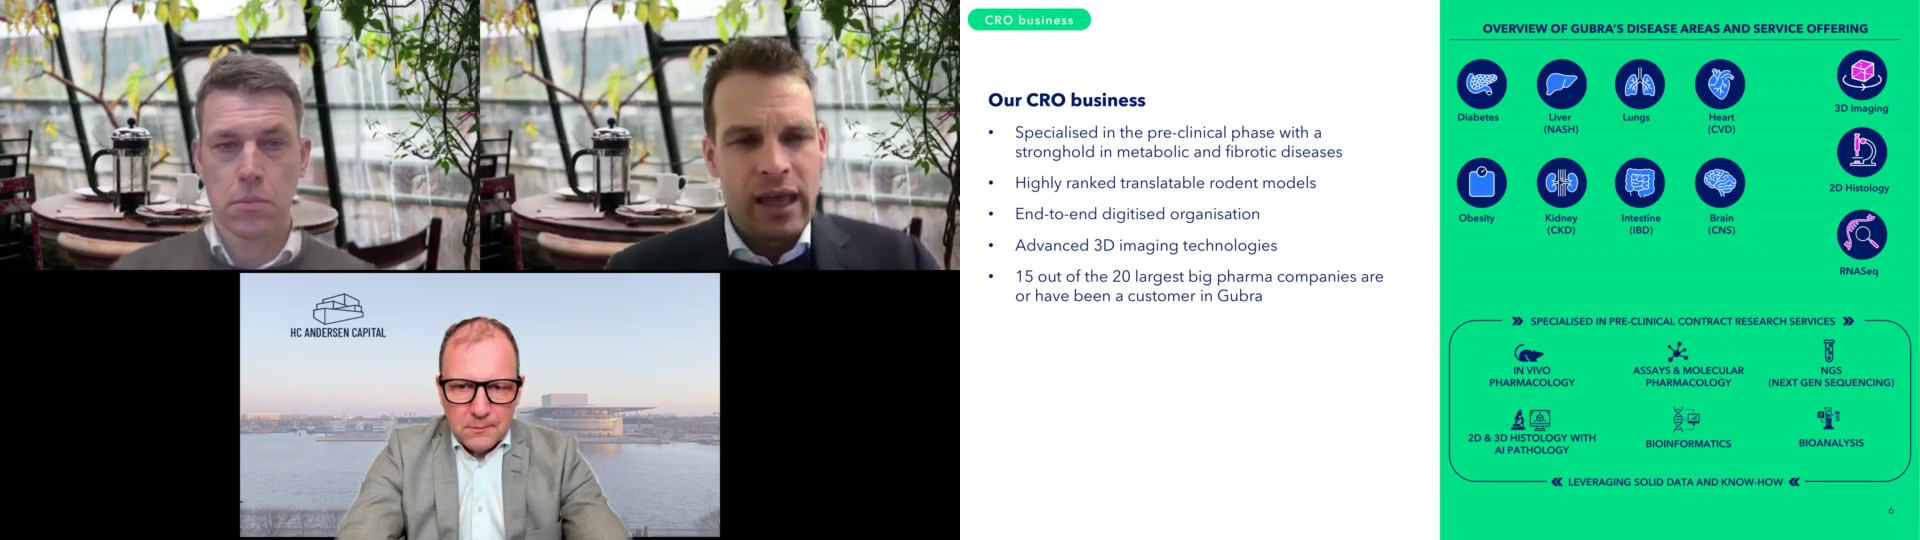 HC ANDERSEN CAPITAL
CRO business
Our CRO business
• Specialised in the pre-clinical phase with a
stronghold in metabolic and fibrotic diseases
• Highly ranked translatable rodent models
• End-to-end digitised organisation
• Advanced 3D imaging technologies
• 15 out of the 20 largest big pharma companies are
or have been a customer in Gubra
OVERVIEW OF GUBRA'S DISEASE AREAS AND SERVICE OFFERING
Diabetes
Liver
(NASH)
Lungs
Heart
(CVD)
3D Imaging
Obesity
Kidney
(CKD)
Intestine
(IBD)
Brain
(CNS)
2D Histology
RNASeq
SPECIALISED IN PRE-CLINICAL CONTRACT RESEARCH SERVICES
IN VIVO
PHARMACOLOGY
ASSAYS & MOLECULAR
PHARMACOLOGY
NGS
(NEXT GEN SEQUENCING)
2D & 3D HISTOLOGY WITH
AI PATHOLOGY
BIOINFORMATICS
BIOANALYSIS
LEVERAGING SOLID DATA AND KNOW-HOW
6